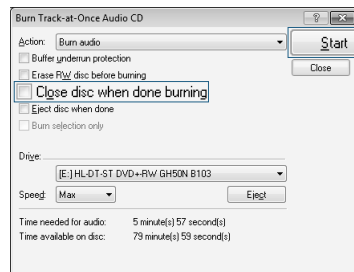 Burn Track-at-Once Audio CD
Action: Burn audio
Start
Buffer underrun protection
Erase RW disc before burning
Close
Close disc when done burning
Eject disc when done
Burn selection only
Drive:
[E:] HL-DT-ST DVD+-RW GH50N B103
Speed: Max Eject
Time needed for audio: 5 minute(s) 57 second(s)
Time available on disc: 79 minute(s) 59 second(s)